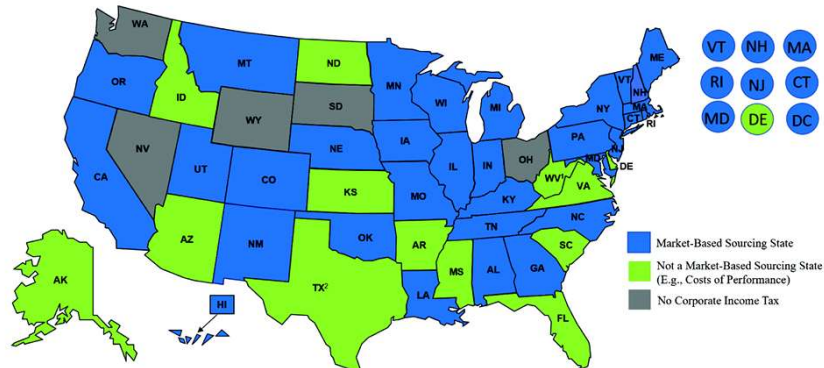 WA
MT
ND
MN
ME
OR
ID
SD
WI
MI
VT
NH
NY
MA
CT
RI
WY
NE
IA
PA
NJ
NV
UT
CO
IL
IN
OH
MD
DE
CA
KS
MO
KY
WV¹
VA
AZ
NM
OK
AR
TN
NC
SC
TX²
LA
MS
AL
GA
FL
AK
HI
VT NH MA
RI NJ CT
MD DE DC
Market-Based Sourcing State
Not a Market-Based Sourcing State
(E.g., Costs of Performance)
No Corporate Income Tax